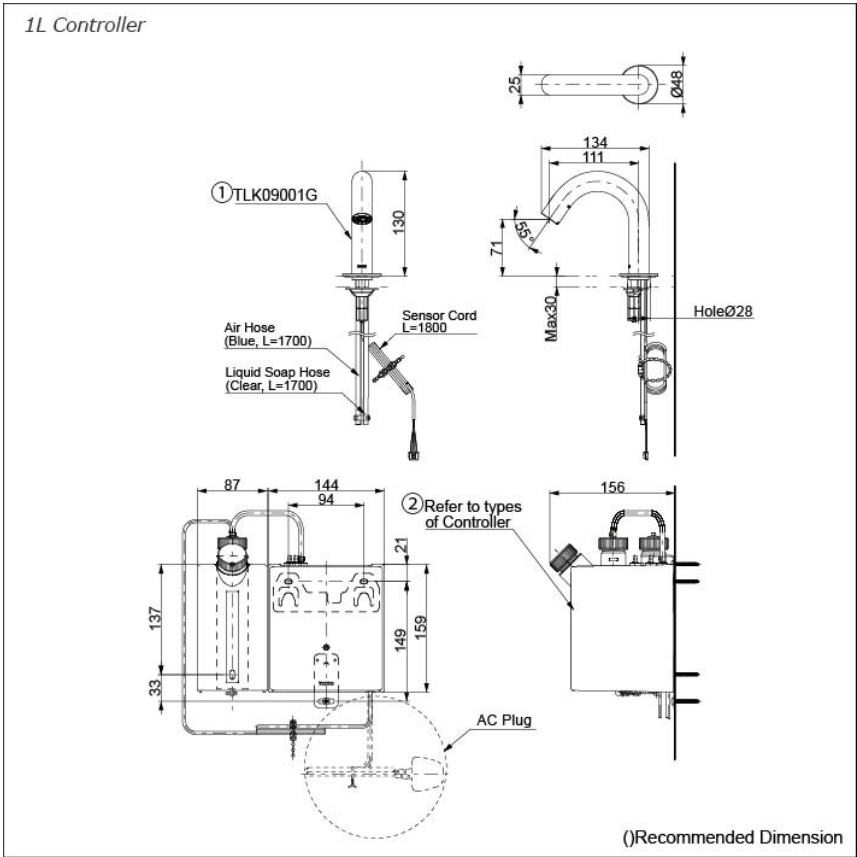 1L Controller
25
Ø48
134
111
①TLK09001G
130
55°
71
Max30
HoleØ28
Air Hose
(Blue, L=1700)
Sensor Cord
L=1800
Liquid Soap Hose
(Clear, L=1700)
87
144
94
②Refer to types
of Controller
156
21
137
149
159
33
AC Plug
()Recommended Dimension